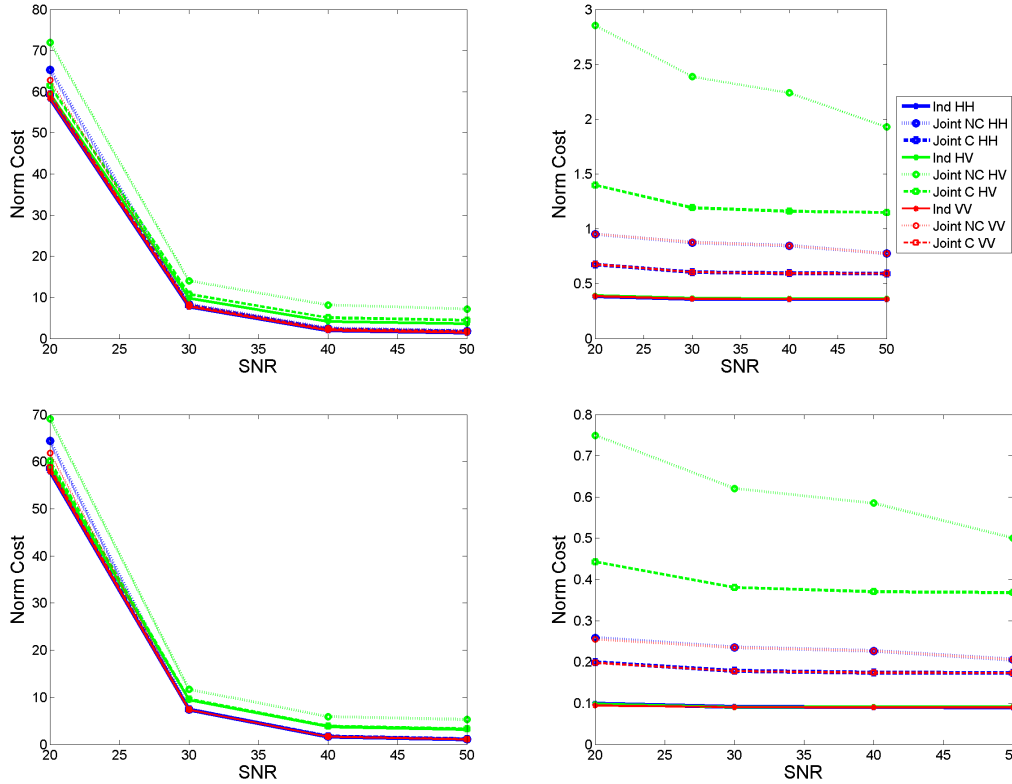 80
70
60
50
40
30
20
10
0
Norm Cost
20 25 30 35 40 45 50
SNR
3
2.5
2
1.5
1
0.5
0
Norm Cost
20 25 30 35 40 45 50
SNR
Ind HH
Joint NC HH
Joint C HH
Ind HV
Joint NC HV
Joint C HV
Ind VV
Joint NC VV
Joint C VV
70
60
50
40
30
20
10
0
Norm Cost
20 25 30 35 40 45 50
SNR
0.8
0.7
0.6
0.5
0.4
0.3
0.2
0.1
0
Norm Cost
20 25 30 35 40 45 50
SNR